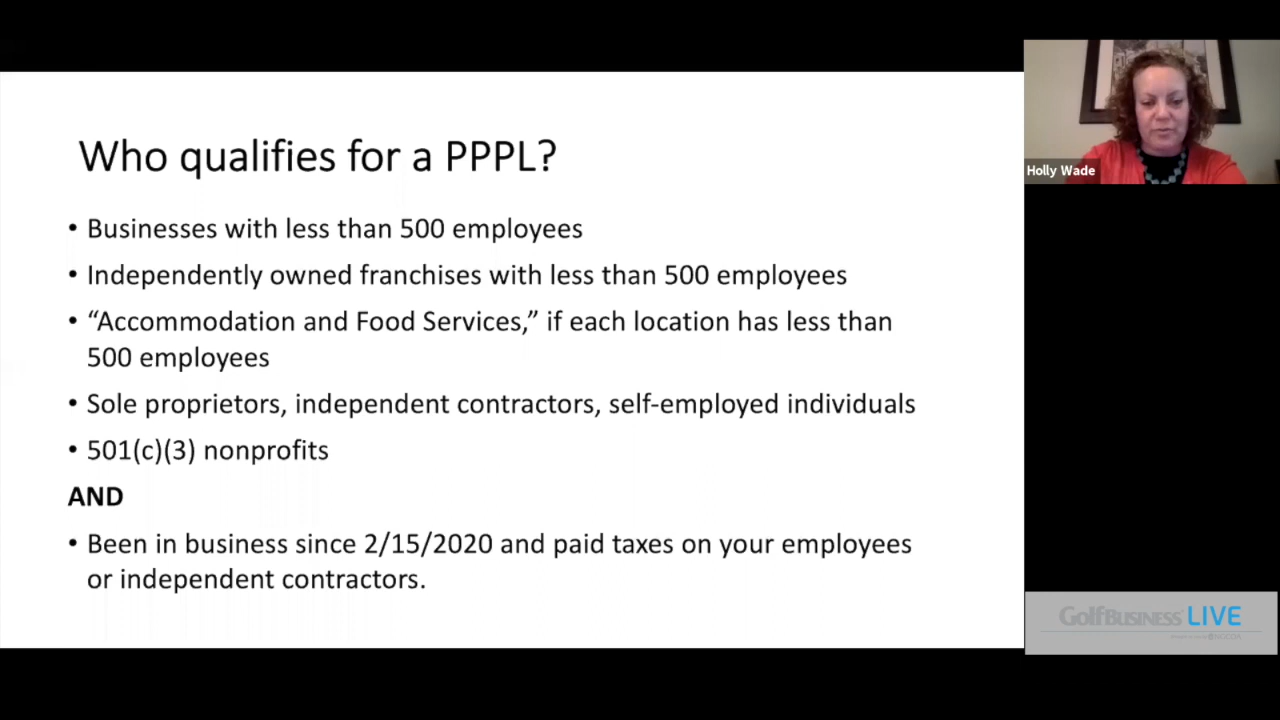 Who qualifies for a PPPL?
• Businesses with less than 500 employees
• Independently owned franchises with less than 500 employees
• “Accommodation and Food Services,” if each location has less than
500 employees
• Sole proprietors, independent contractors, self-employed individuals
• 501(c)(3) nonprofits
AND
• Been in business since 2/15/2020 and paid taxes on your employees
or independent contractors.
Holly Wade
GolfBusiness LIVE